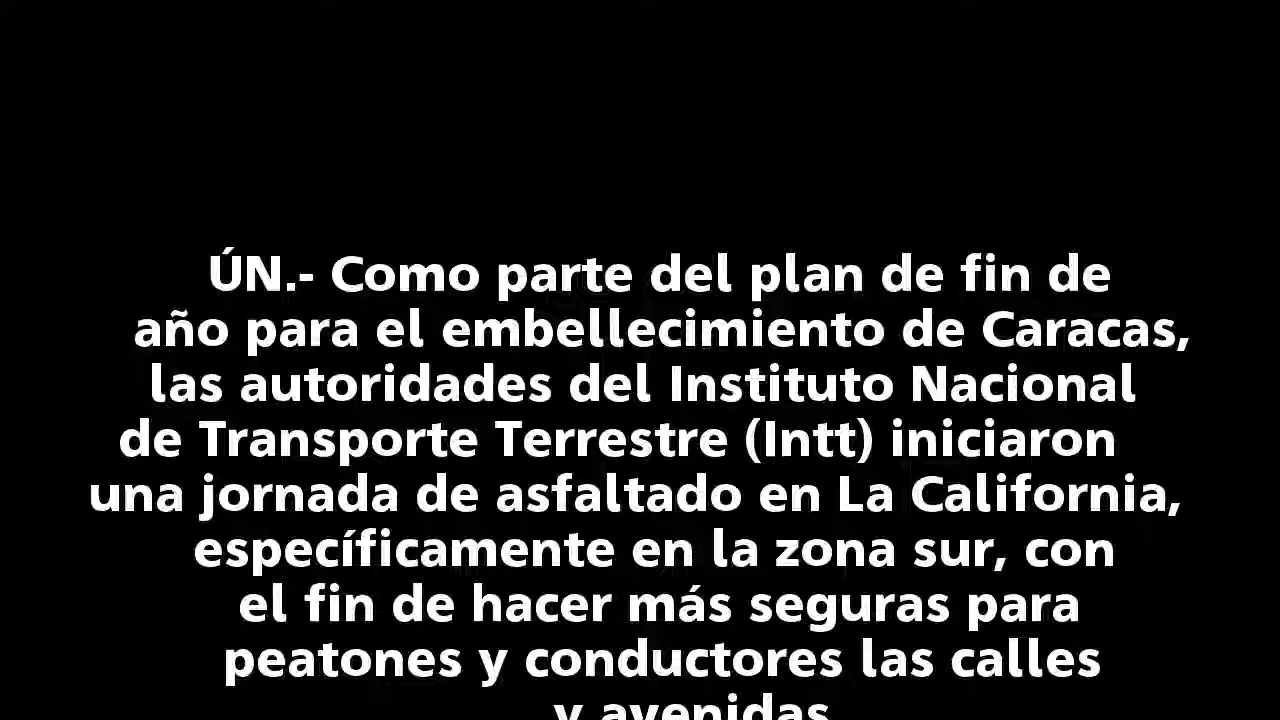 ÚN.- Como parte del plan de fin de
año para el embellecimiento de Caracas,
las autoridades del Instituto Nacional
de Transporte Terrestre (Intt) iniciaron
una jornada de asfaltado en La California,
específicamente en la zona sur, con
el fin de hacer más seguras para
peatones y conductores las calles
y avenidas